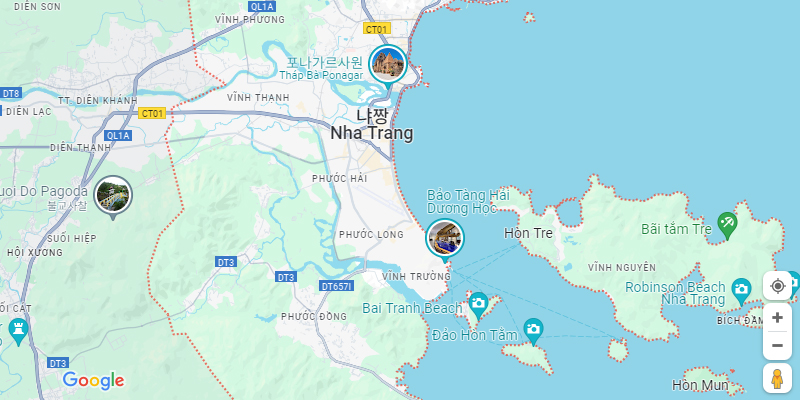 DIÊN SƠN
QL1A
VĨNH PHƯƠNG
CT01
포나가르사원
Tháp Bà Ponagar
DT8
TT. DIÊN KHÁNH
VĨNH THẠNH
DIÊN LẠC
CT01
냐짱
Nha Trang
QL1A
DIÊN THẠNH
PHƯỚC HẢI
uoi Do Pagoda
불교사찰
Bảo Tàng Hải
Dương Học
Hòn Tre
Bãi tắm Tre
SUỐI HIỆP
PHƯỚC LONG
HỘI XƯƠNG
DT3
VĨNH TRƯỜNG
VĨNH NGUYÊN
DT3
DT657I
Robinson Beach
Nha Trang
Bai Tranh Beach
BÍCH ĐẦM
PHƯỚC ĐỒNG
Đảo Hòn Tằm
DT3
Google
Hòn Mun